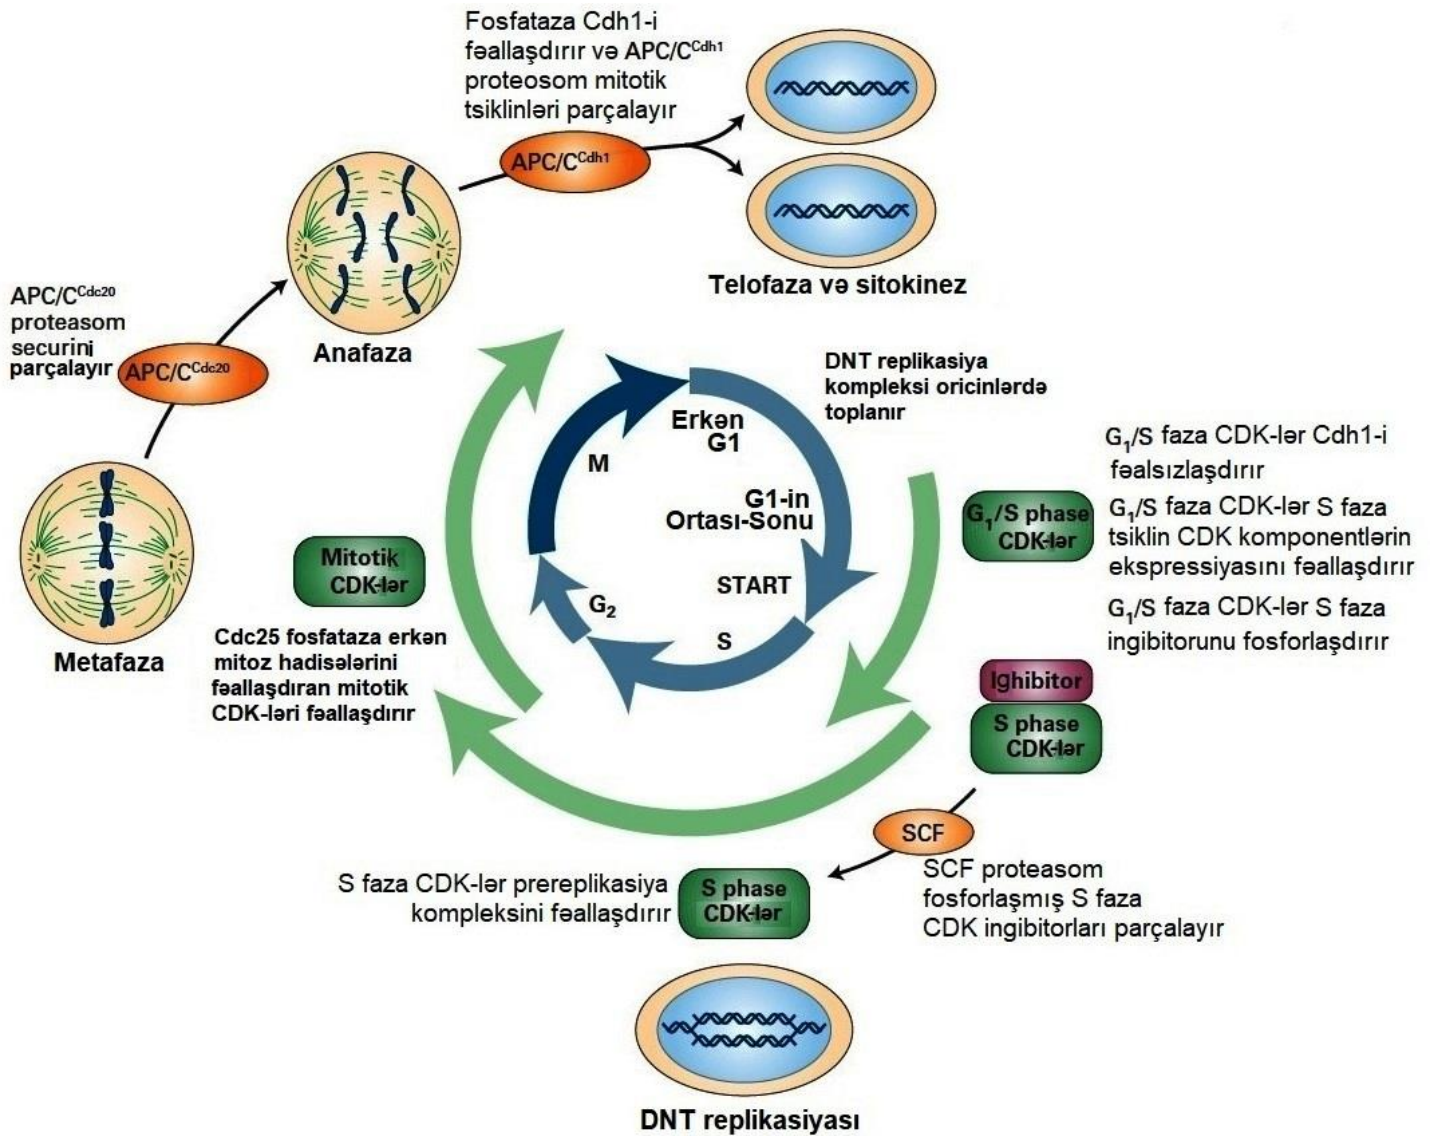 Fosfataza Cdh1-i
fəallaşdırır və APC/C^Cdh1
proteosom mitotik
tsiklinləri parçalayır
APC/C^Cdh1
Telofaza və sitokinez
APC/C^Cdc20
proteasom
securini
parçalayır
APC/C^Cdc20
Anafaza
Metafaza
DNT replikasiya
kompleksi oricinlərdə
toplanır
Erkən
G1
M
G1-in
Ortası-Sonu
START
S
G₂
G₁/S phase
CDK-lər
G₁/S faza CDK-lər Cdh1-i
fəalsızlaşdırır
G₁/S faza CDK-lər S faza
tsiklin CDK komponentlərin
ekspressiyasını fəallaşdırır
G₁/S faza CDK-lər S faza
ingibitorunu fosforlaşdırır
Mitotik
CDK-lər
Cdc25 fosfataza erkən
mitoz hadisələrini
fəallaşdıran mitotik
CDK-ləri fəallaşdırır
Ighibitor
S phase
CDK-lər
SCF
SCF proteasom
fosforlaşmış S faza
CDK ingibitorları parçalayır
S faza CDK-lər prereplikasiya
kompleksini fəallaşdırır
S phase
CDK-lər
DNT replikasiyası